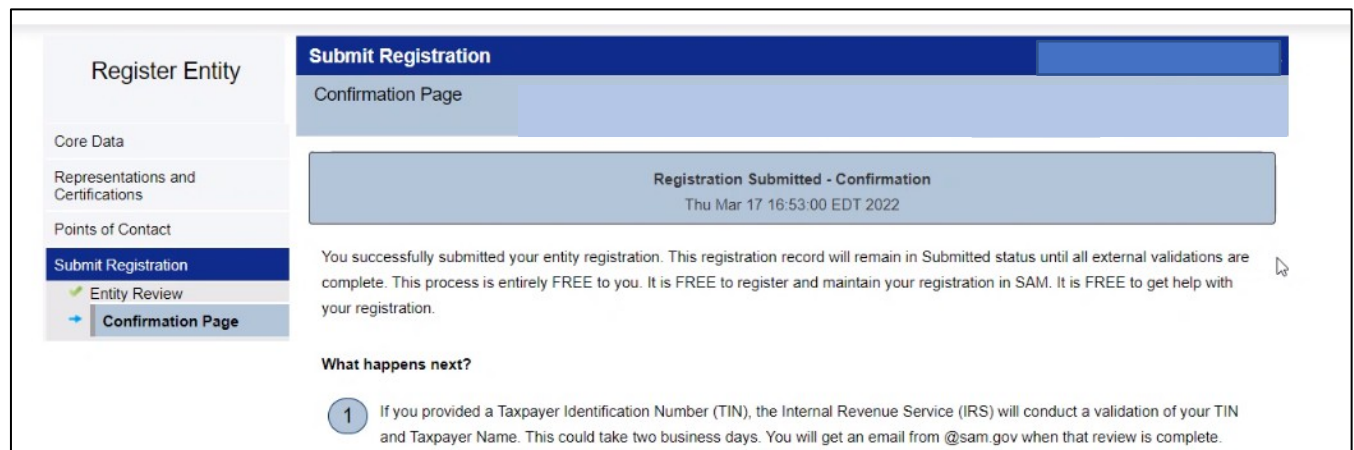 Register Entity
Core Data
Representations and
Certifications
Points of Contact
Submit Registration
Entity Review
Confirmation Page
Submit Registration
Confirmation Page
Registration Submitted - Confirmation
Thu Mar 17 16:53:00 EDT 2022
You successfully submitted your entity registration. This registration record will remain in Submitted status until all external validations are
complete. This process is entirely FREE to you. It is FREE to register and maintain your registration in SAM. It is FREE to get help with
your registration.
What happens next?
1 If you provided a Taxpayer Identification Number (TIN), the Internal Revenue Service (IRS) will conduct a validation of your TIN
and Taxpayer Name. This could take two business days. You will get an email from @sam.gov when that review is complete.